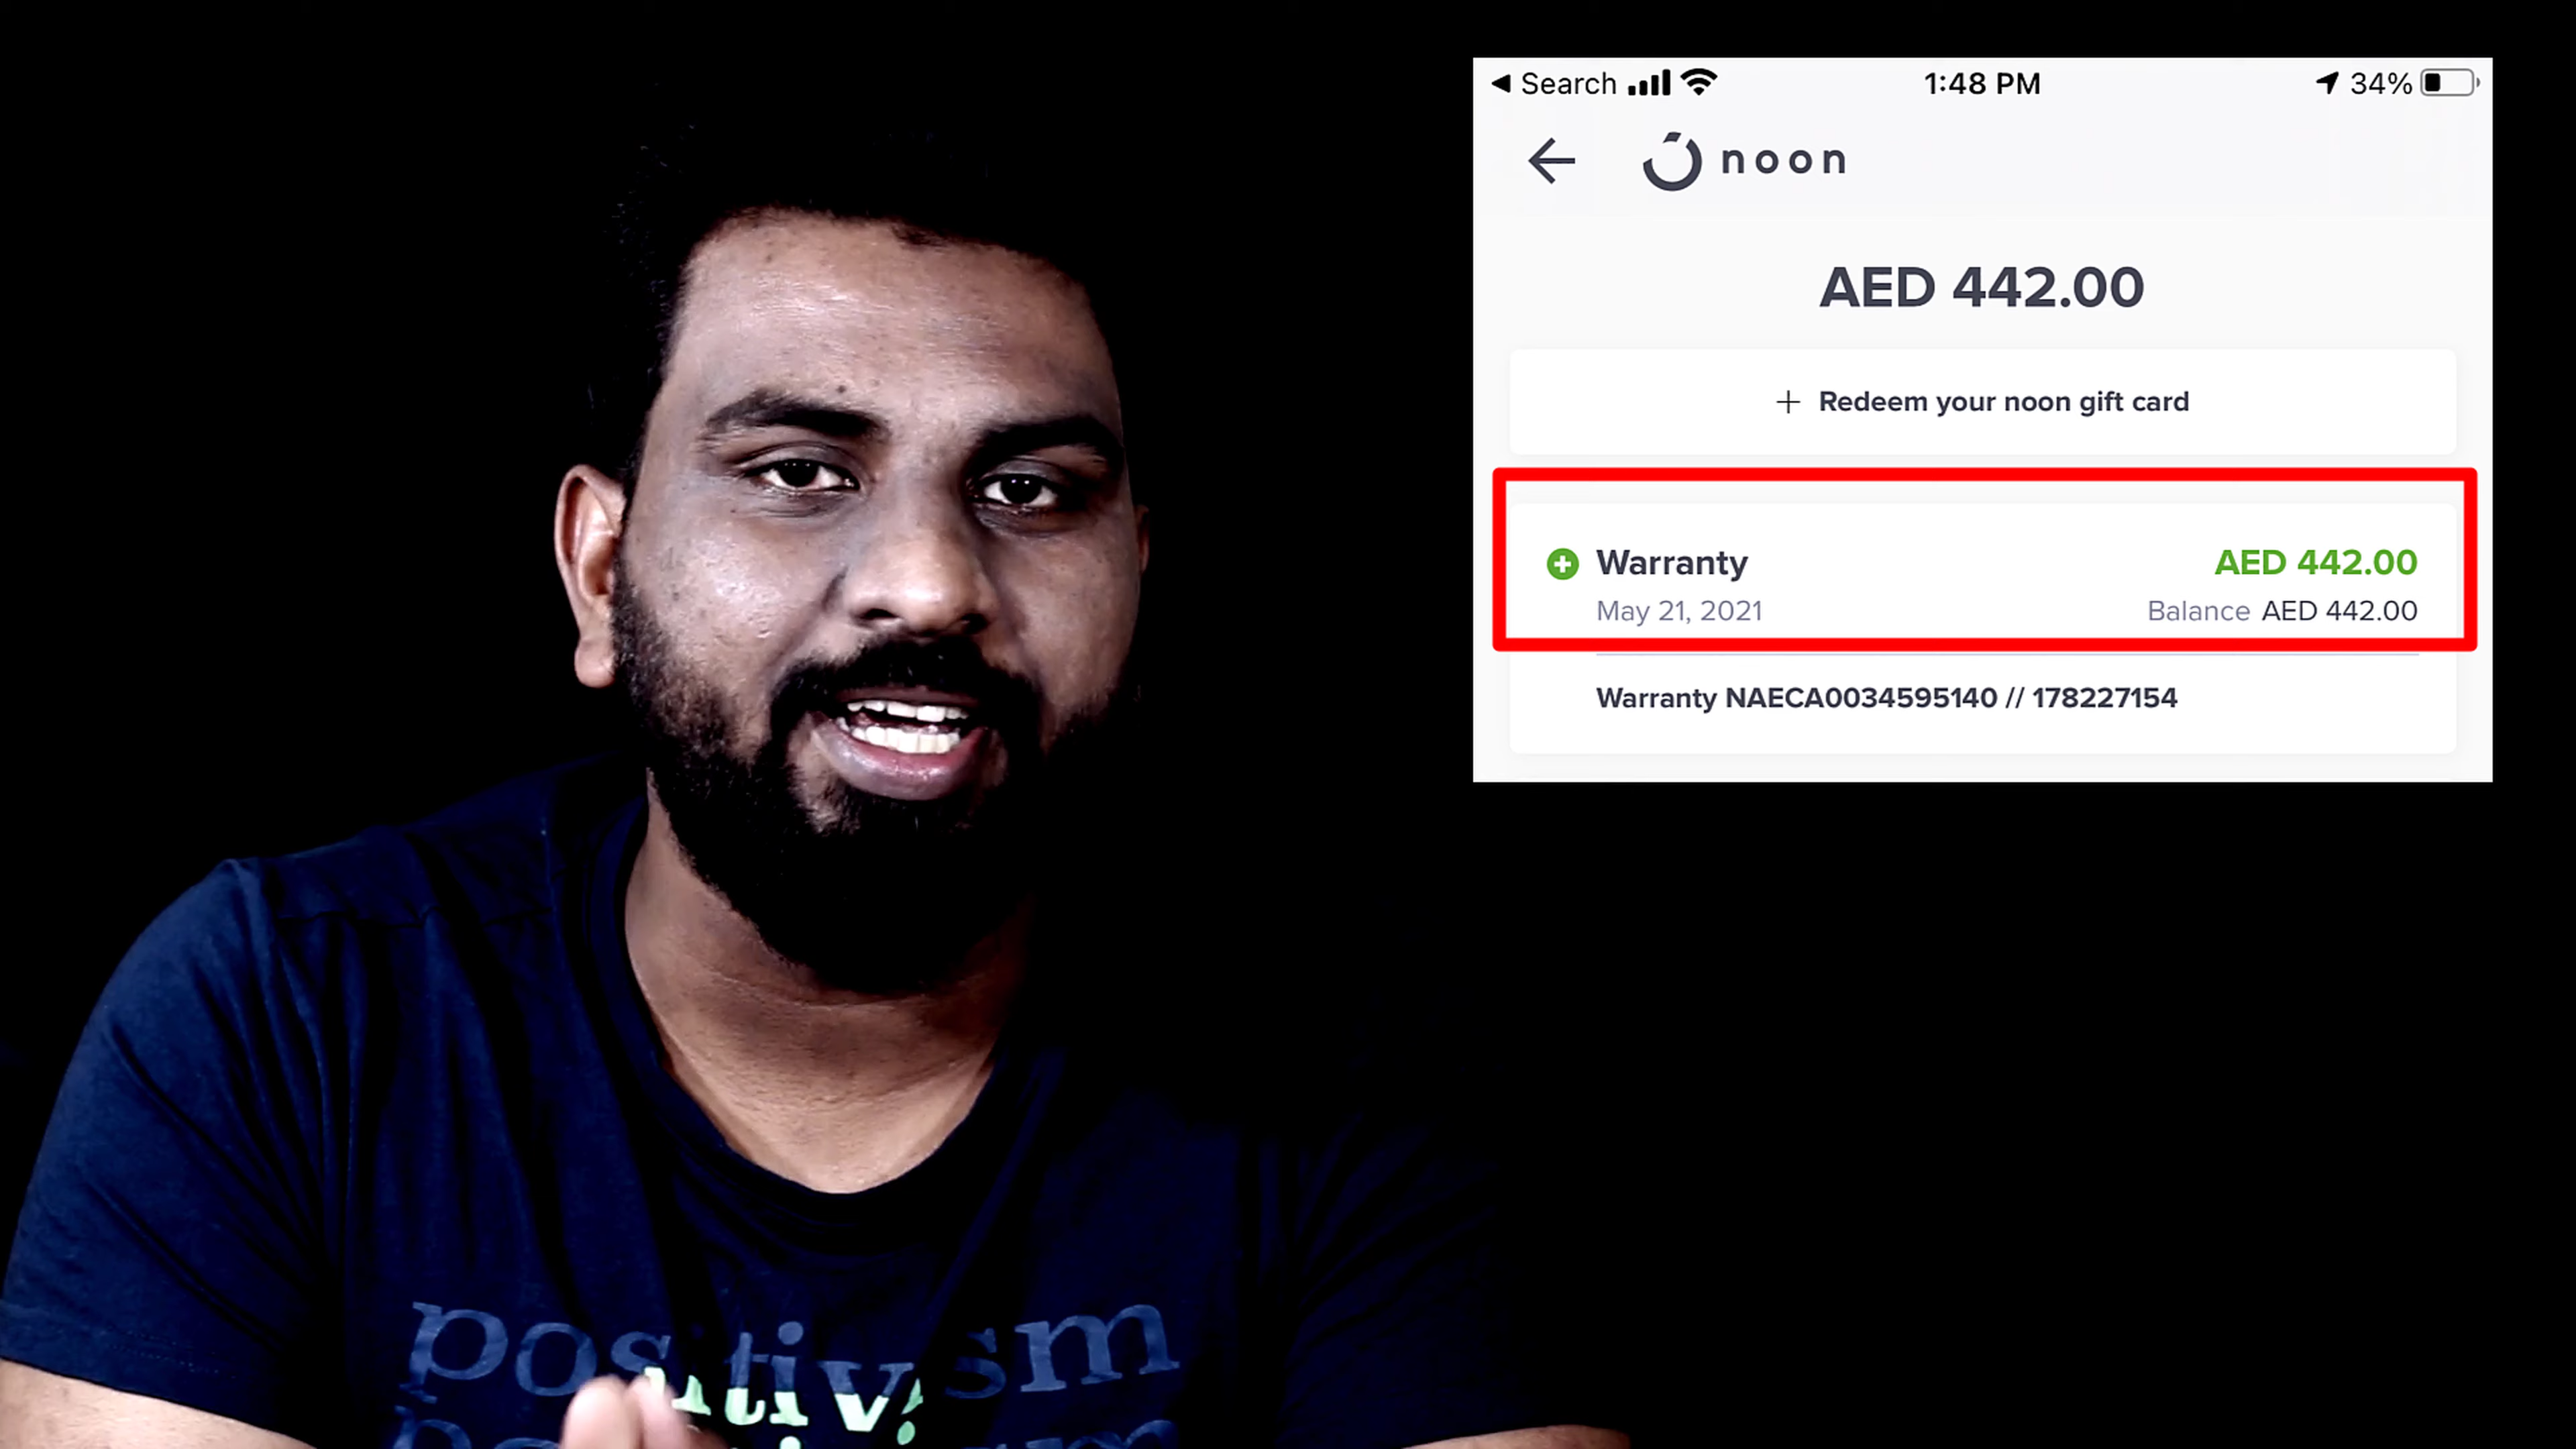 Search 1:48 PM 34%
noon
AED 442.00
+ Redeem your noon gift card
Warranty AED 442.00
May 21, 2021 Balance AED 442.00
Warranty NAECA0034595140 // 178227154
positivism